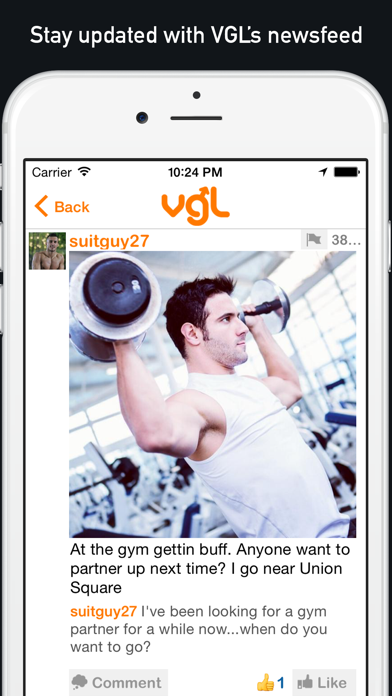 Stay updated with VGL's newsfeed
Carrier 10:24 PM
Back vgl
suitguy27 38...
At the gym gettin buff. Anyone want to
partner up next time? I go near Union
Square
suitguy27 I've been looking for a gym
partner for a while now...when do you
want to go?
Comment 1 Like